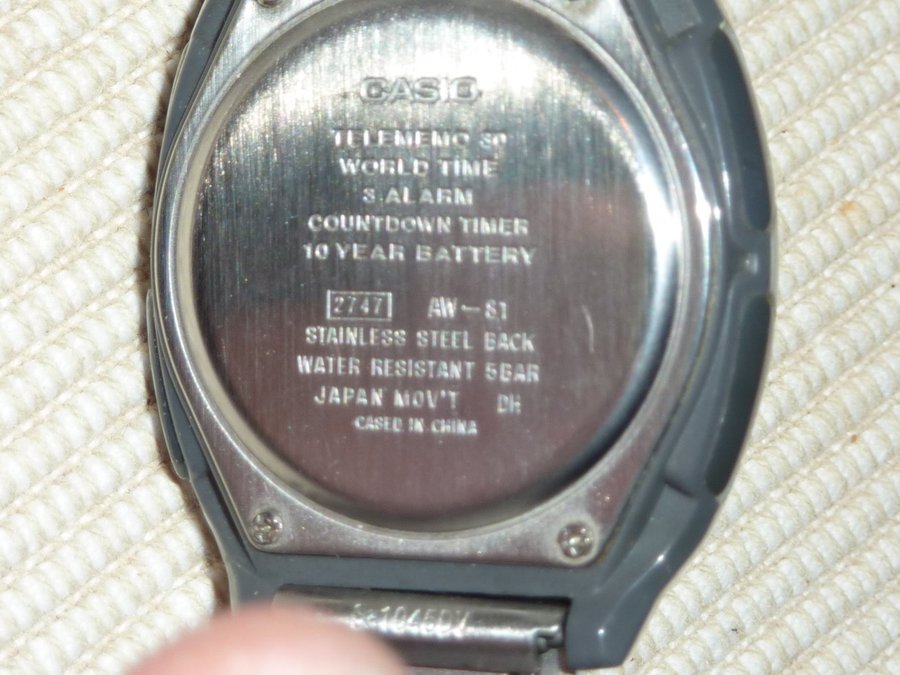 CASIO
TELEMEMO 30
WORLD TIME
3.ALARM
COUNTDOWN TIMER
10 YEAR BATTERY
2747 AW-81
STAINLESS STEEL BACK
WATER RESISTANT 5BAR
JAPAN MOV'T DH
CASED IN CHINA